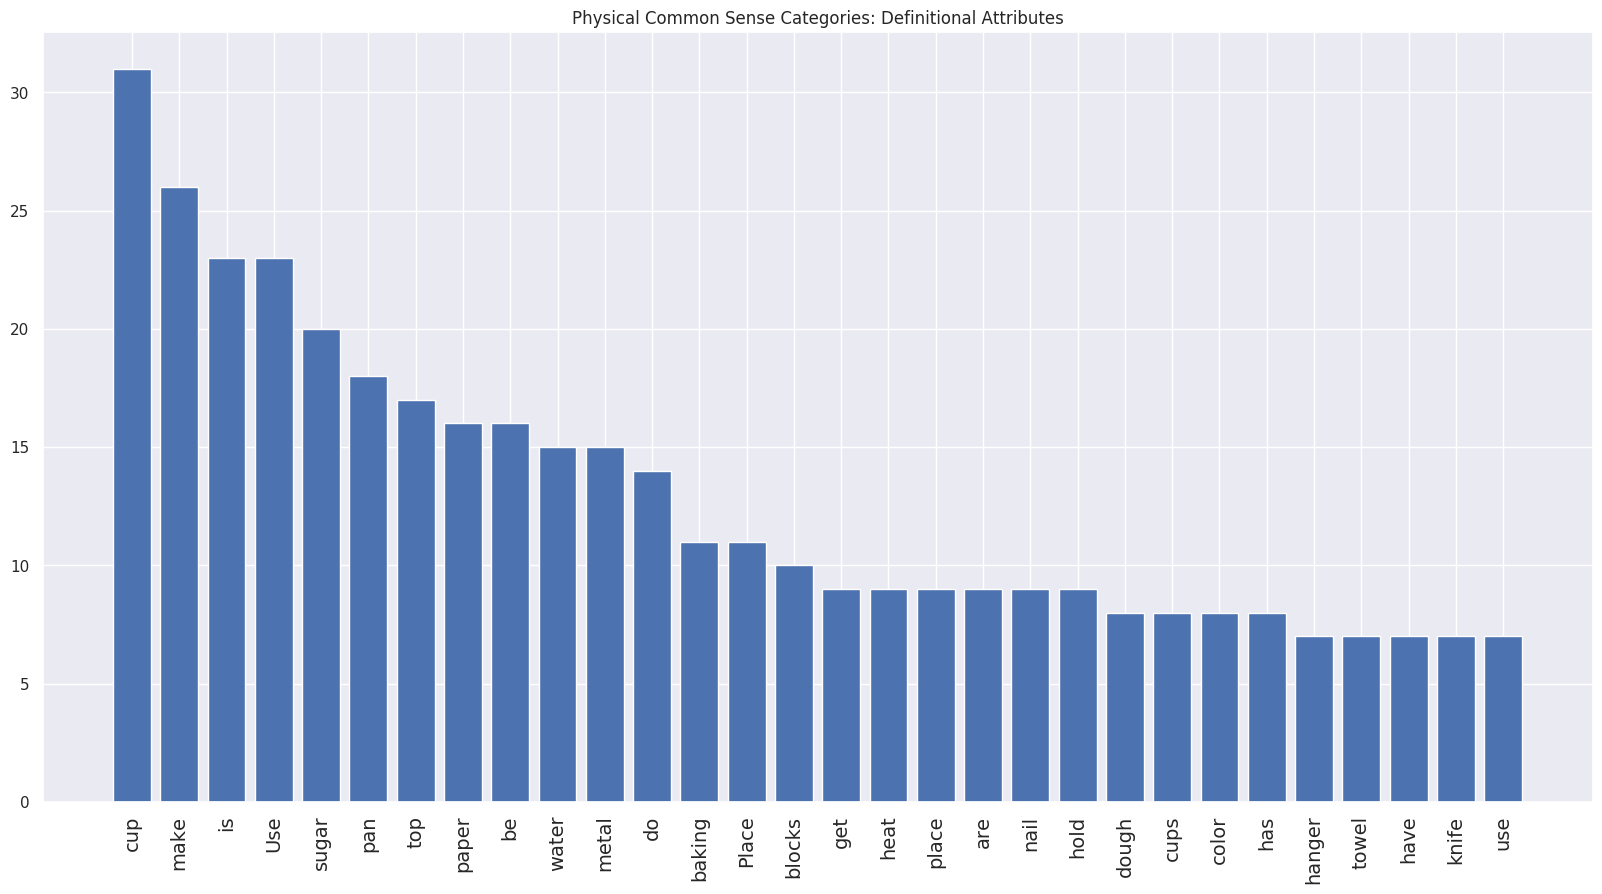 Physical Common Sense Categories: Definitional Attributes
30
25
20
15
10
5
0
cup
make
is
Use
sugar
pan
top
paper
be
water
metal
do
baking
Place
blocks
get
heat
place
are
nail
hold
dough
cups
color
has
hanger
towel
have
knife
use